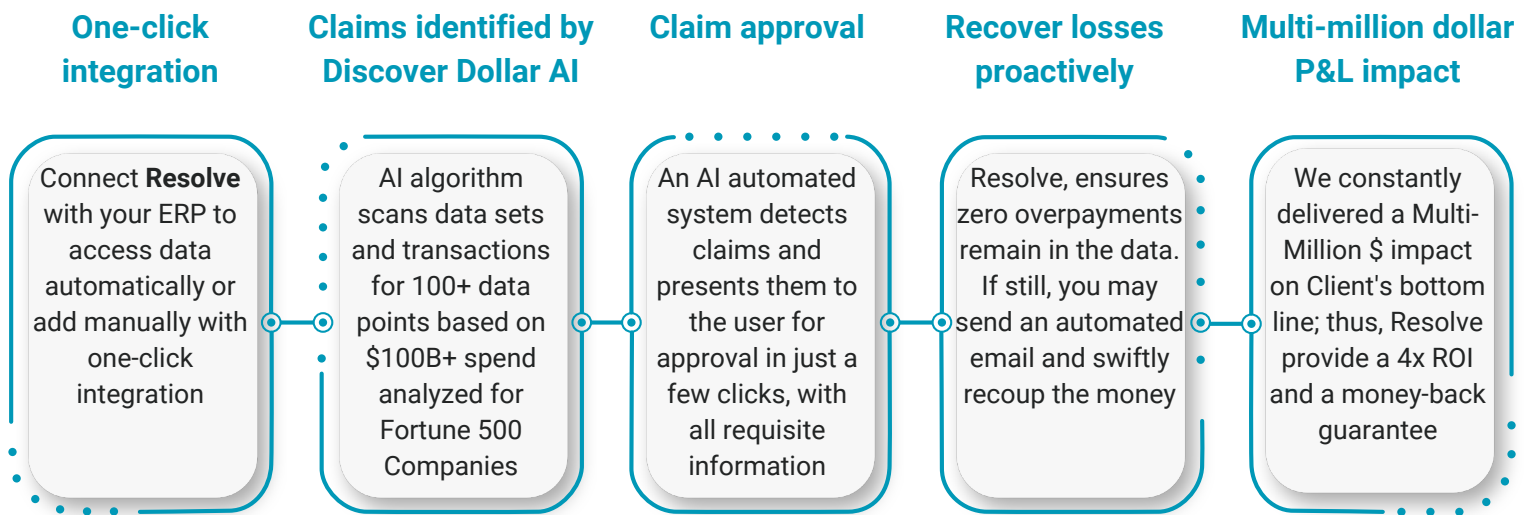 One-click
integration
Claims identified by
Discover Dollar AI
Claim approval
Recover losses
proactively
Multi-million dollar
P&L impact
Connect Resolve
with your ERP to
access data
automatically or
add manually with
one-click
integration
AI algorithm
scans data sets
and transactions
for 100+ data
points based on
$100B+ spend
analyzed for
Fortune 500
Companies
An AI automated
system detects
claims and
presents them to
the user for
approval in just a
few clicks, with
all requisite
information
Resolve, ensures
zero overpayments
remain in the data.
If still, you may
send an automated
email and swiftly
recoup the money
We constantly
delivered a Multi-
Million $ impact
on Client's bottom
line; thus, Resolve
provide a 4x ROI
and a money-back
guarantee